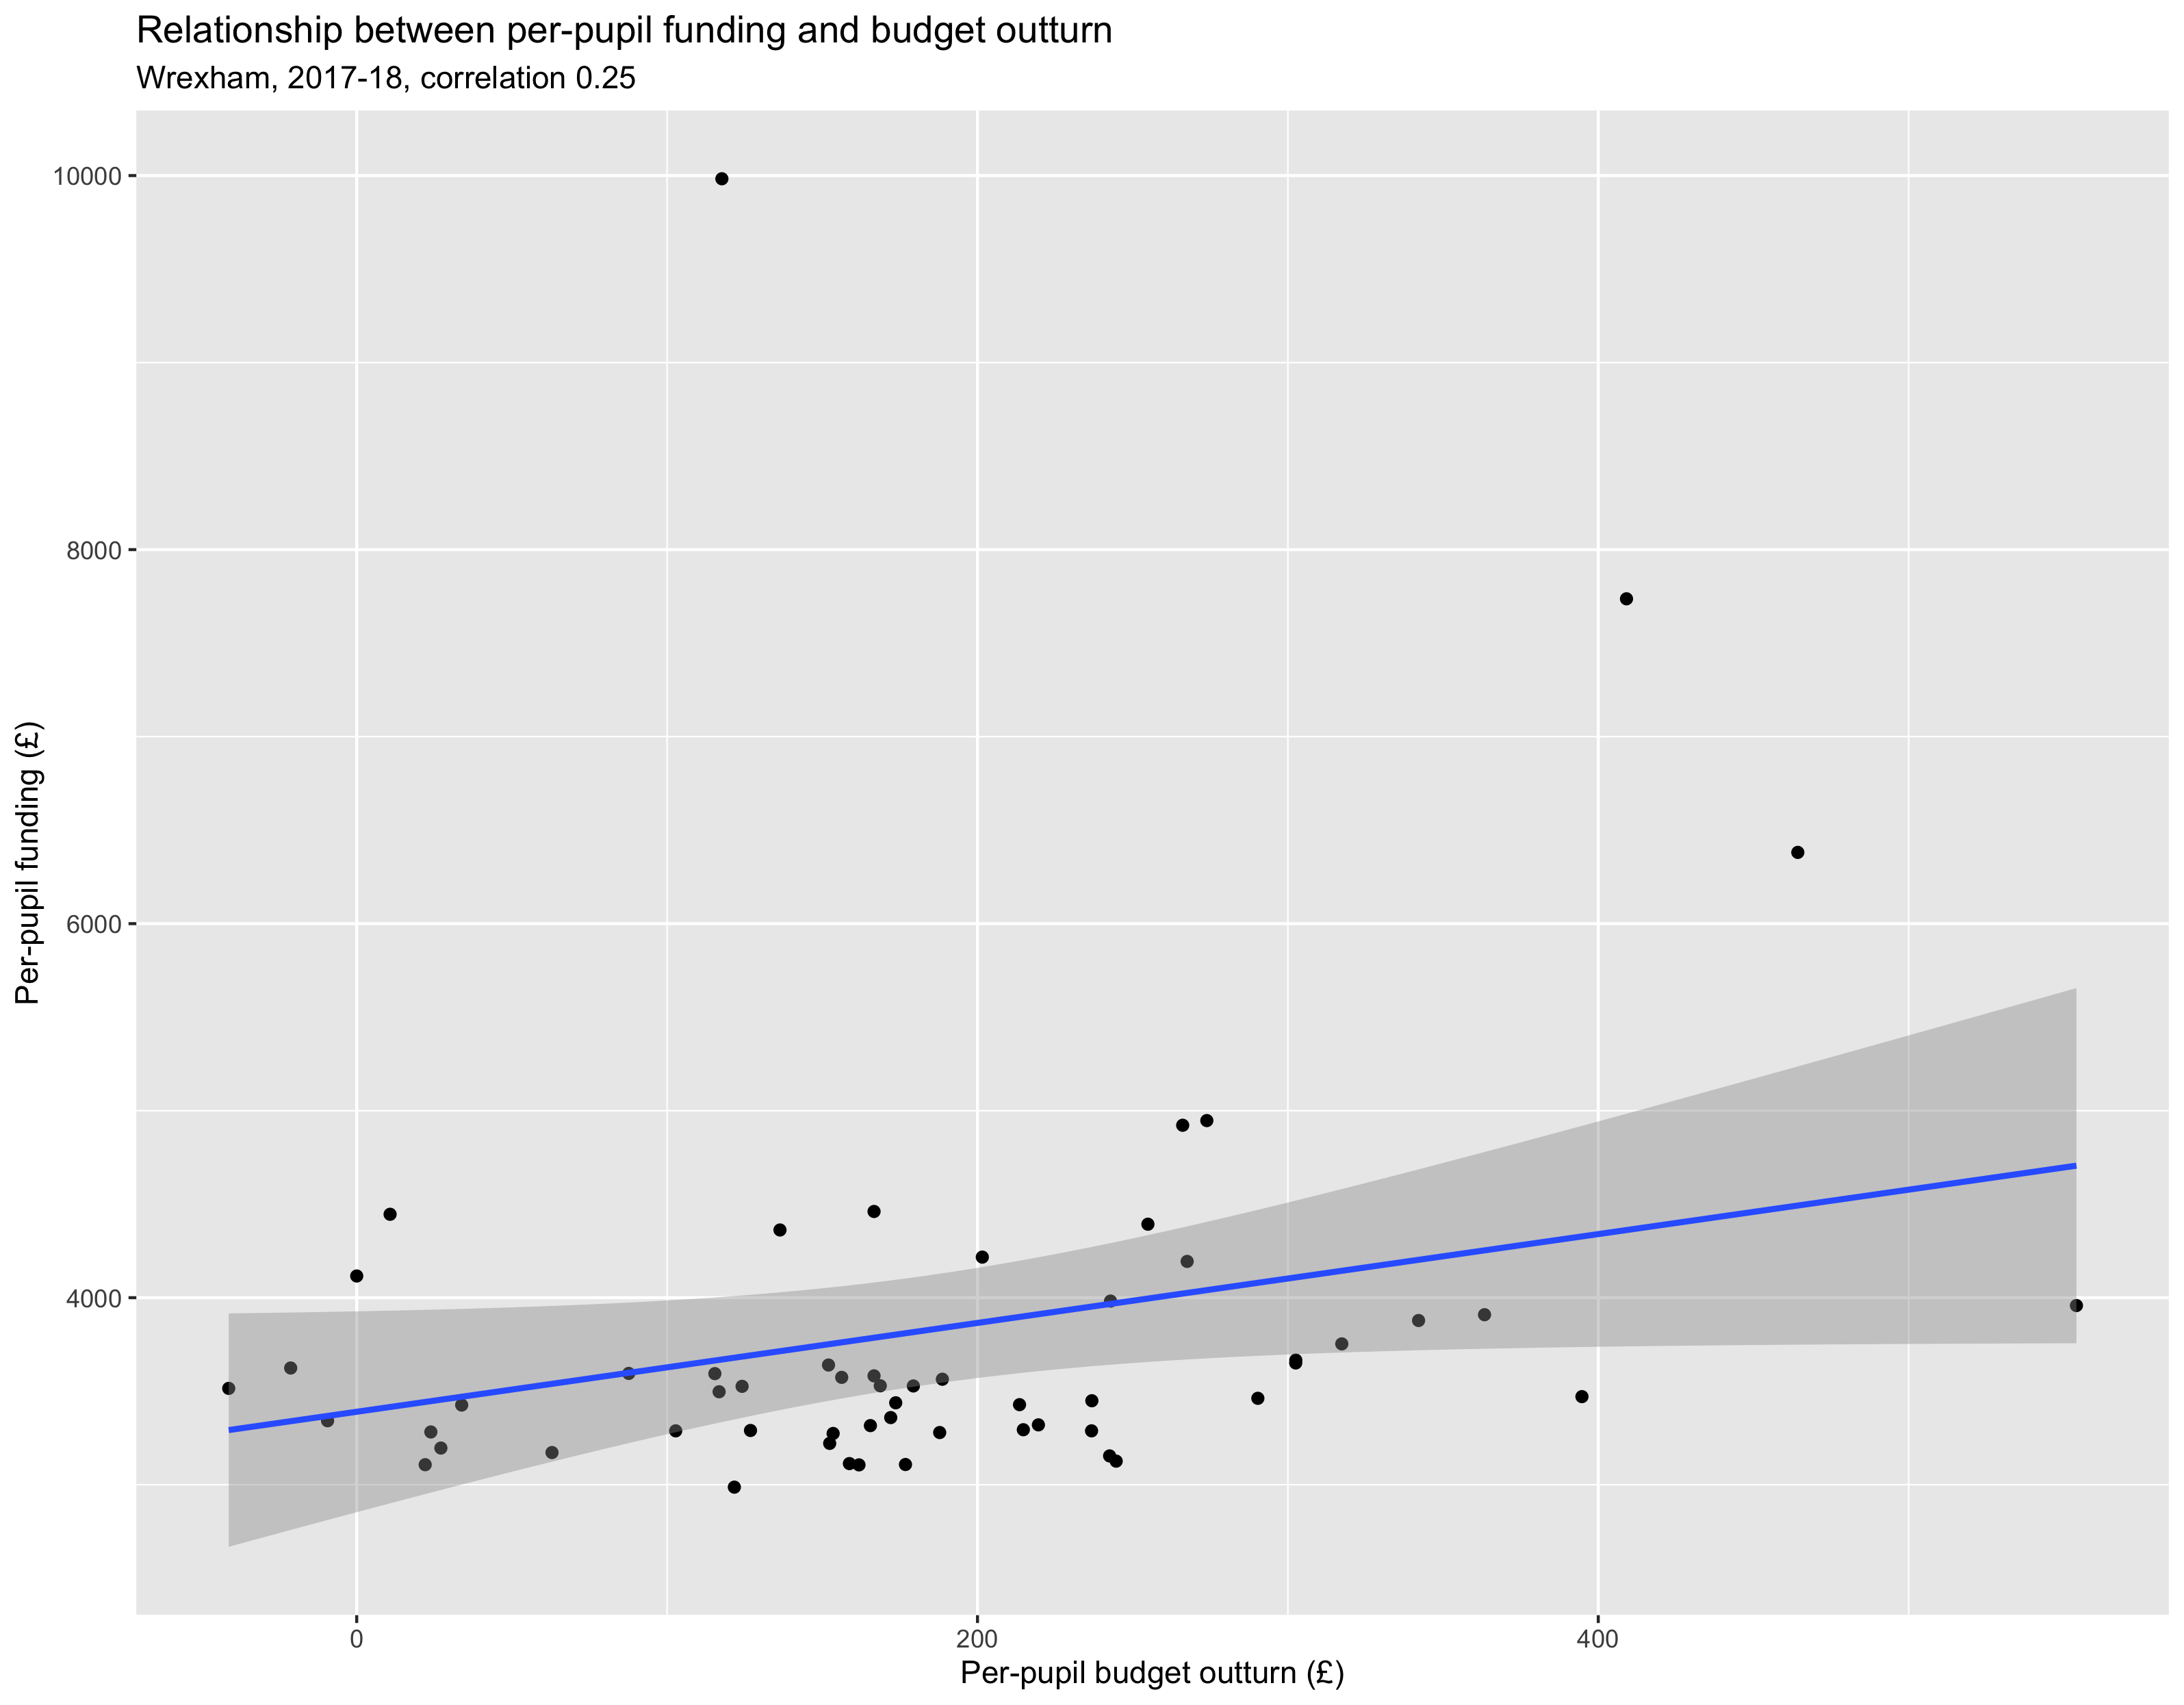 Relationship between per-pupil funding and budget outturn
Wrexham, 2017-18, correlation 0.25
10000
8000
6000
4000
Per-pupil funding (£)
0
200
400
Per-pupil budget outturn (£)